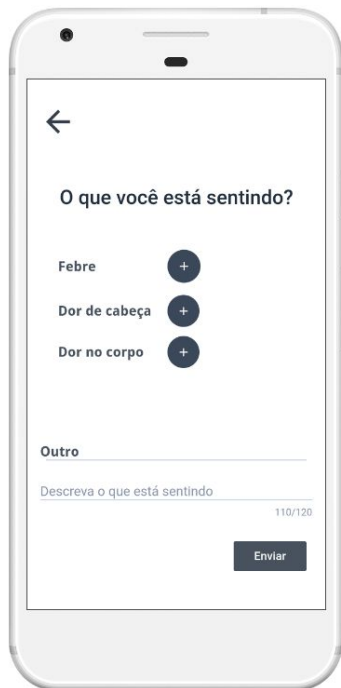 O que você está sentindo?
Febre +
Dor de cabeça +
Dor no corpo +
Outro
Descreva o que está sentindo
110/120
Enviar